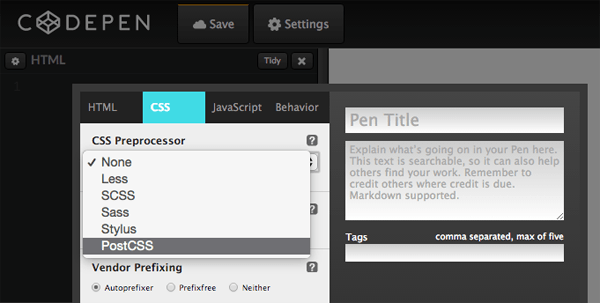 CODEPEN
Save
Settings
HTML
Tidy
1
HTML
CSS
JavaScript
Behavior
CSS Preprocessor
?
✓ None
Less
SCSS
Sass
Stylus
PostCSS
?
Vendor Prefixing
?
Autoprefixer
Prefixfree
Neither
Pen Title
Explain what's going on in your Pen here.
This text is searchable, so it can also help
others find your work. Remember to
credit others where credit is due.
Markdown supported.
Tags
comma separated, max of five